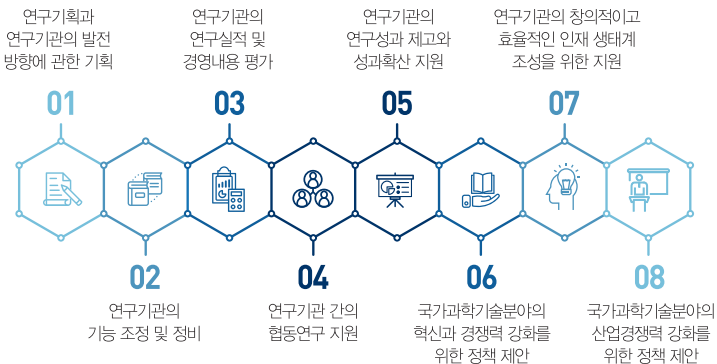 연구기획과
연구기관의 발전
방향에 관한 기획
01
02
연구기관의
기능 조정 및 정비
연구기관의
연구실적 및
경영내용 평가
03
04
연구기관 간의
협동연구 지원
연구기관의
연구성과 제고와
성과확산 지원
05
06
국가과학기술분야의
혁신과 경쟁력 강화를
위한 정책 제안
연구기관의 창의적이고
효율적인 인재 생태계
조성을 위한 지원
07
08
국가과학기술분야의
산업경쟁력 강화를
위한 정책 제안